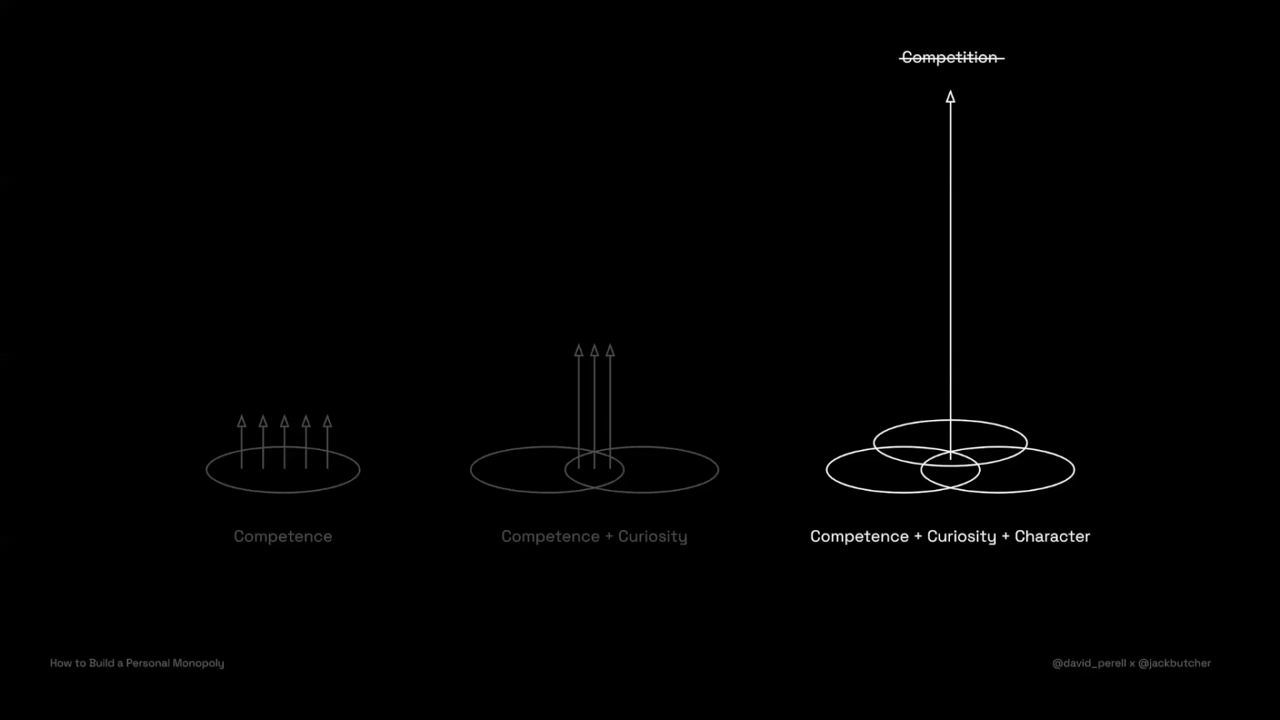 Competition
Competence
Competence + Curiosity
Competence + Curiosity + Character
How to Build a Personal Monopoly
@david_perell x @jackbutcher